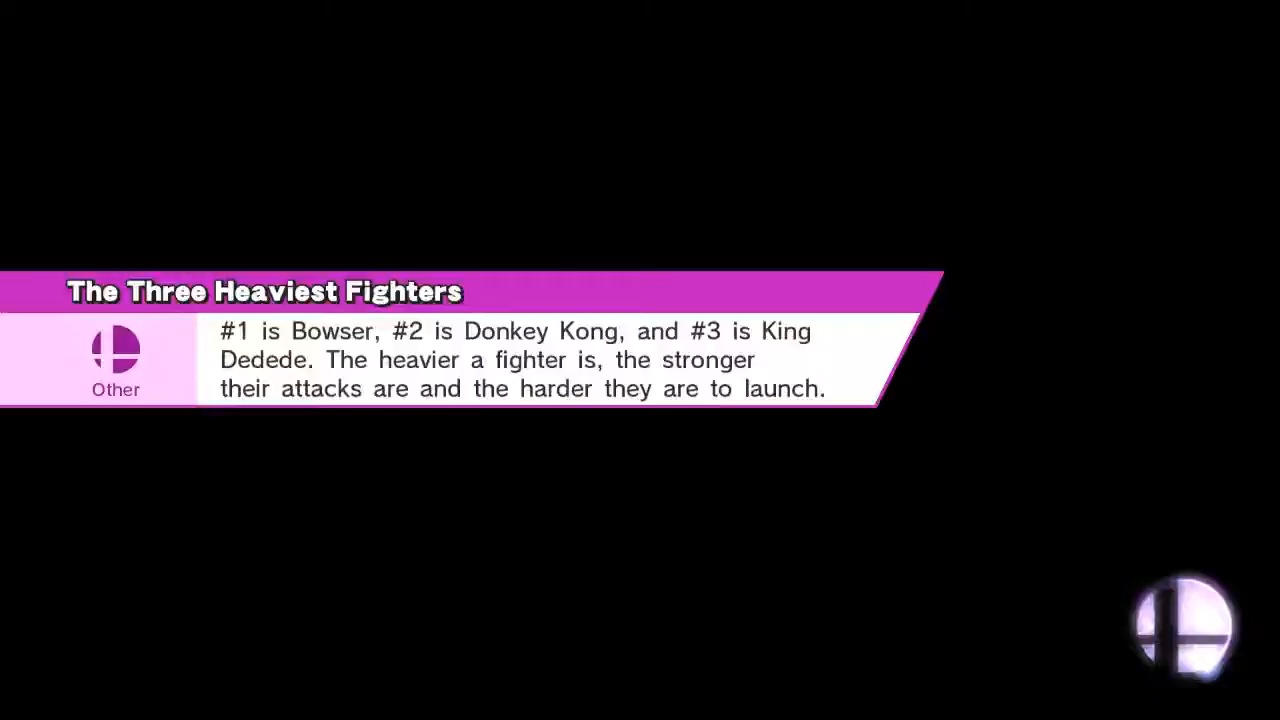 The Three Heaviest Fighters
#1 is Bowser, #2 is Donkey Kong, and #3 is King
Dedede. The heavier a fighter is, the stronger
their attacks are and the harder they are to launch.
Other